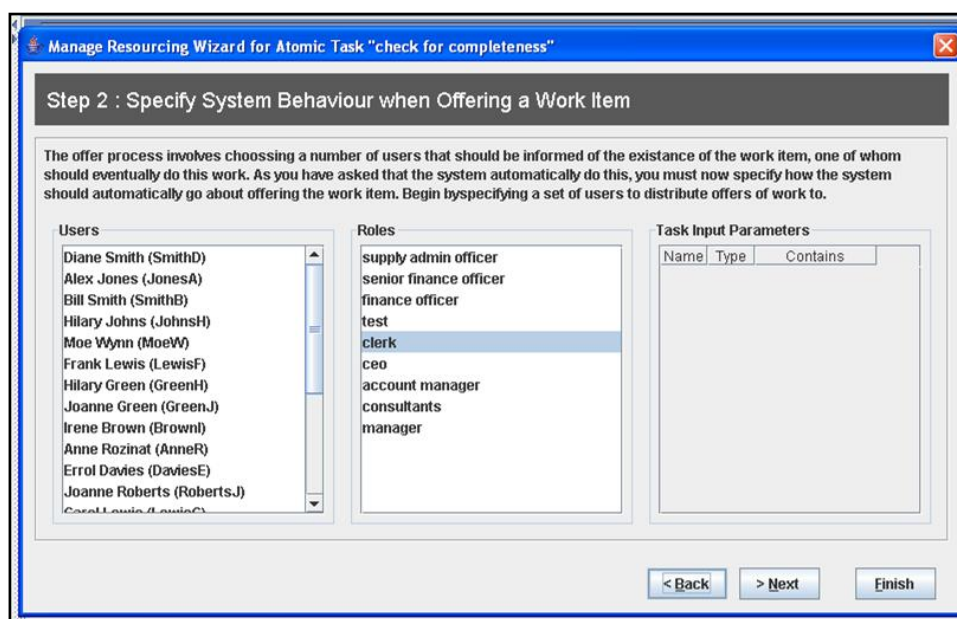 Manage Resourcing Wizard for Atomic Task "check for completeness"
Step 2 : Specify System Behaviour when Offering a Work Item
The offer process involves choossing a number of users that should be informed of the existance of the work item, one of whom
should eventually do this work. As you have asked that the system automatically do this, you must now specify how the system
should automatically go about offering the work item. Begin byspecifying a set of users to distribute offers of work to.
Users
Diane Smith (SmithD)
Alex Jones (JonesA)
Bill Smith (SmithB)
Hilary Johns (JohnsH)
Moe Wynn (MoeW)
Frank Lewis (LewisF)
Hilary Green (GreenH)
Joanne Green (GreenJ)
Irene Brown (BrownI)
Anne Rozinat (AnneR)
Errol Davies (DaviesE)
Joanne Roberts (RobertsJ)
Carol Lewis (LewisC)
Roles
supply admin officer
senior finance officer
finance officer
test
clerk
ceo
account manager
consultants
manager
Task Input Parameters
Name Type Contains
< Back > Next Finish